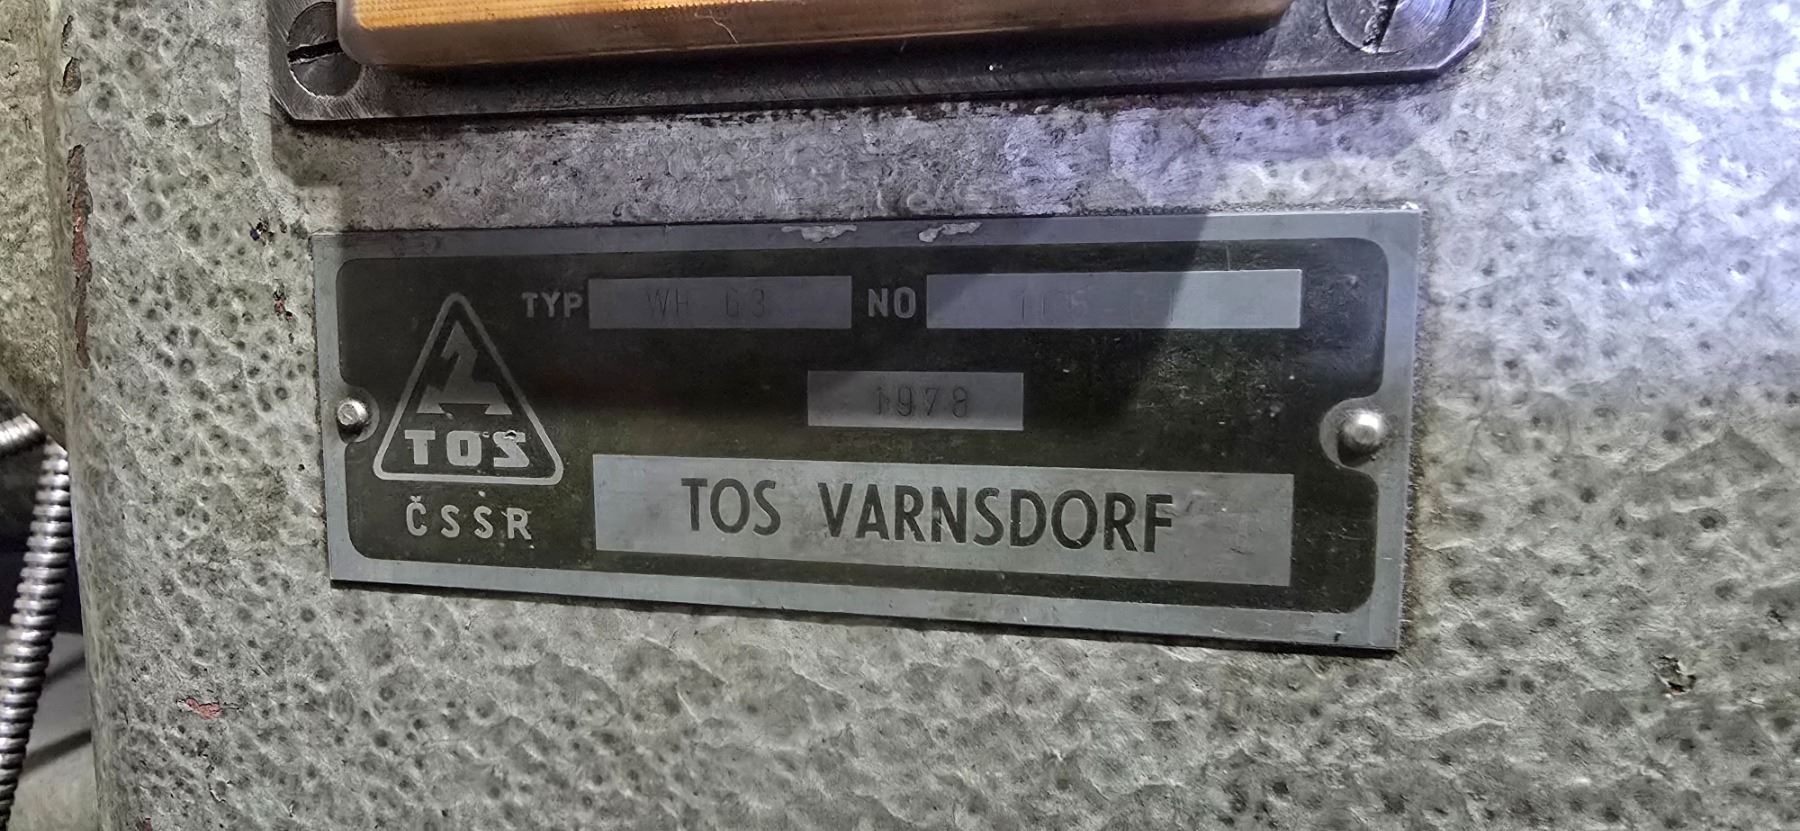 TYP WH 63 NO
1978
TOS
ČSSR
TOS VARNSDORF